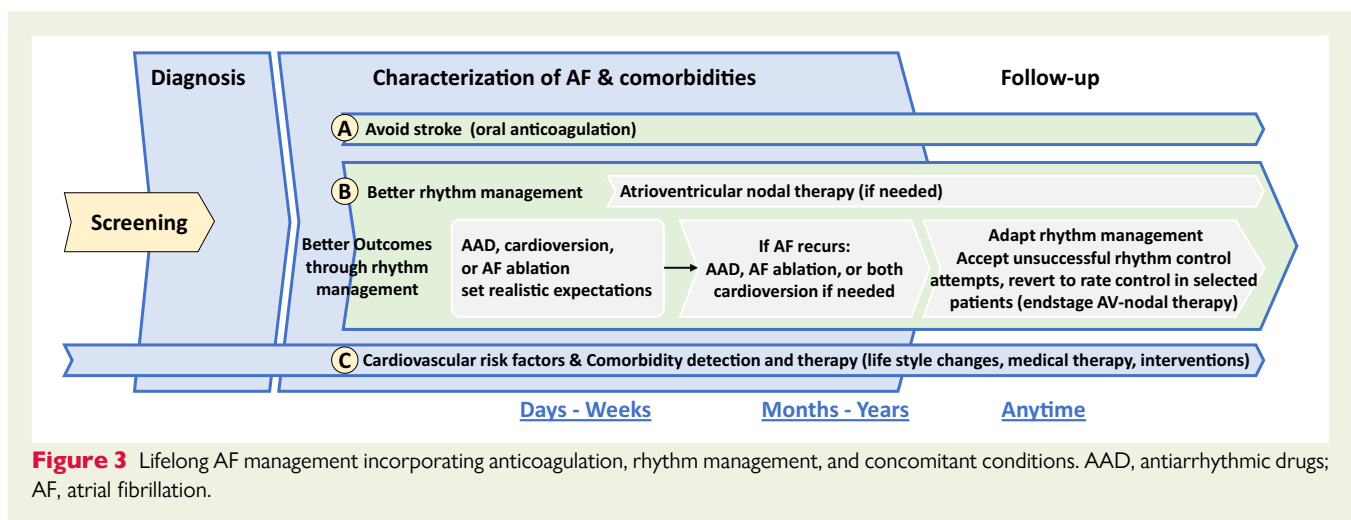 Diagnosis
Characterization of AF & comorbidities
Follow-up
A Avoid stroke (oral anticoagulation)
B Better rhythm management
Atrioventricular nodal therapy (if needed)
Screening
Better Outcomes
through rhythm
management
AAD, cardioversion,
or AF ablation
set realistic expectations
If AF recurs:
AAD, AF ablation, or both
cardioversion if needed
Adapt rhythm management
Accept unsuccessful rhythm control
attempts, revert to rate control in selected
patients (endstage AV-nodal therapy)
C Cardiovascular risk factors & Comorbidity detection and therapy (life style changes, medical therapy, interventions)
Days - Weeks
Months - Years
Anytime
Figure 3 Lifelong AF management incorporating anticoagulation, rhythm management, and concomitant conditions. AAD, antiarrhythmic drugs;
AF, atrial fibrillation.